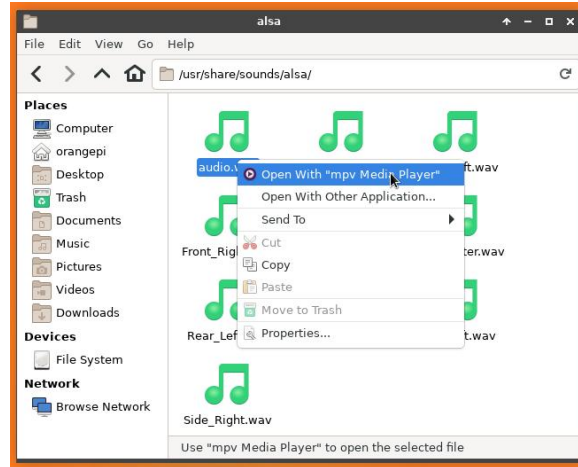 alsa
File Edit View Go Help
/usr/share/sounds/alsa/
Places
Computer
orangepi
Desktop
Trash
Documents
Music
Pictures
Videos
Downloads
Devices
File System
Network
Browse Network
audio.w
ft.wav
Open With "mpv Media Player"
Open With Other Application...
Send To
Cut
Copy
Paste
Move to Trash
Properties...
Front_Rig
ter.wav
Rear_Lef
t.wav
Side_Right.wav
Use "mpv Media Player" to open the selected file